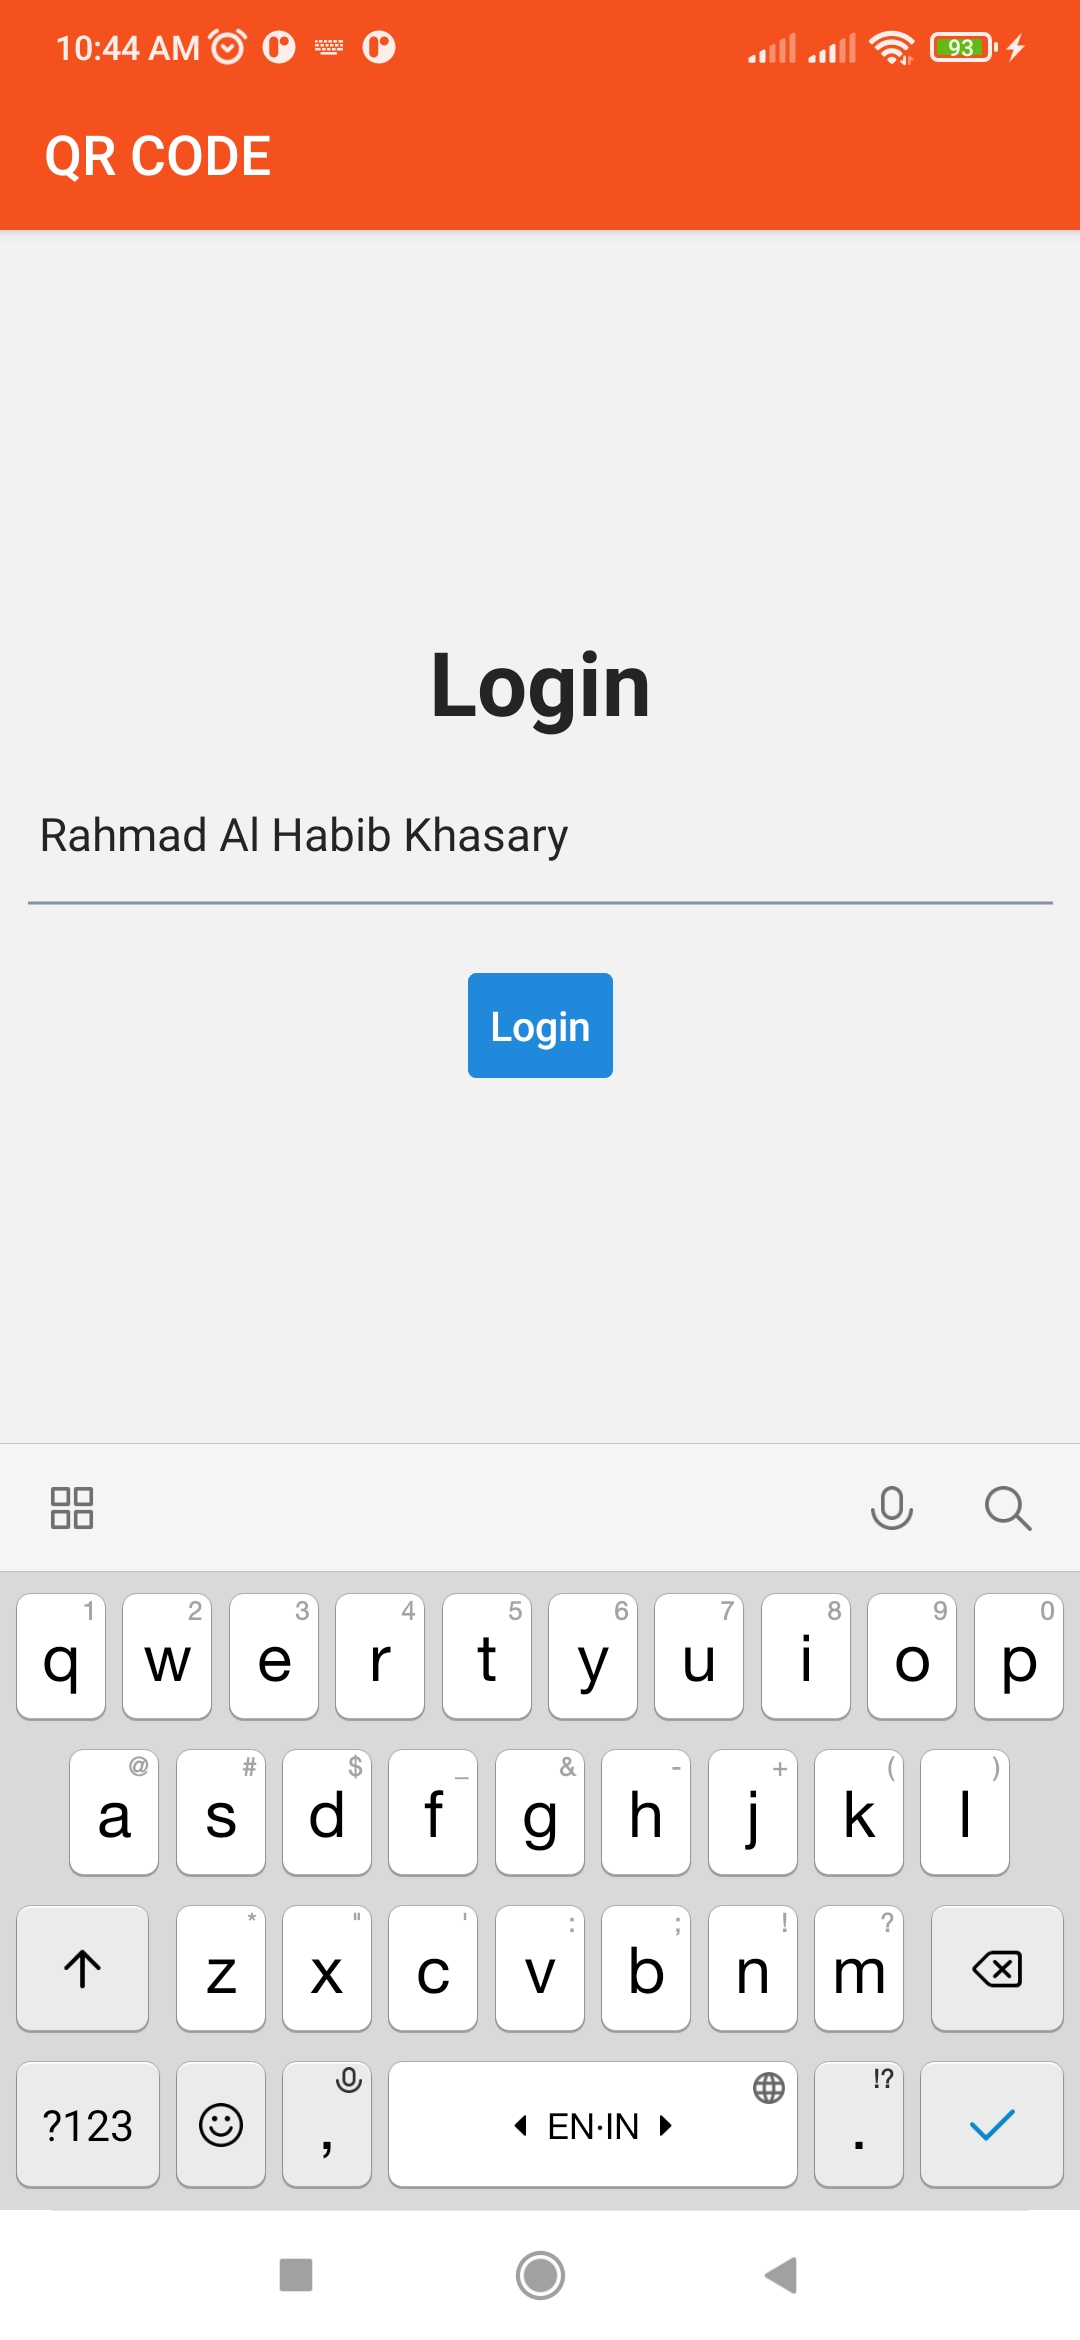 10:44 AM 93
QR CODE
Login
Rahmad Al Habib Khasary
Login
1 2 3 4 5 6 7 8 9 0
q w e r t y u i o p
@ # $ _ & - + ( )
a s d f g h j k l
* " ' : ; ! ?
z x c v b n m
!?
?123 , EN·IN .